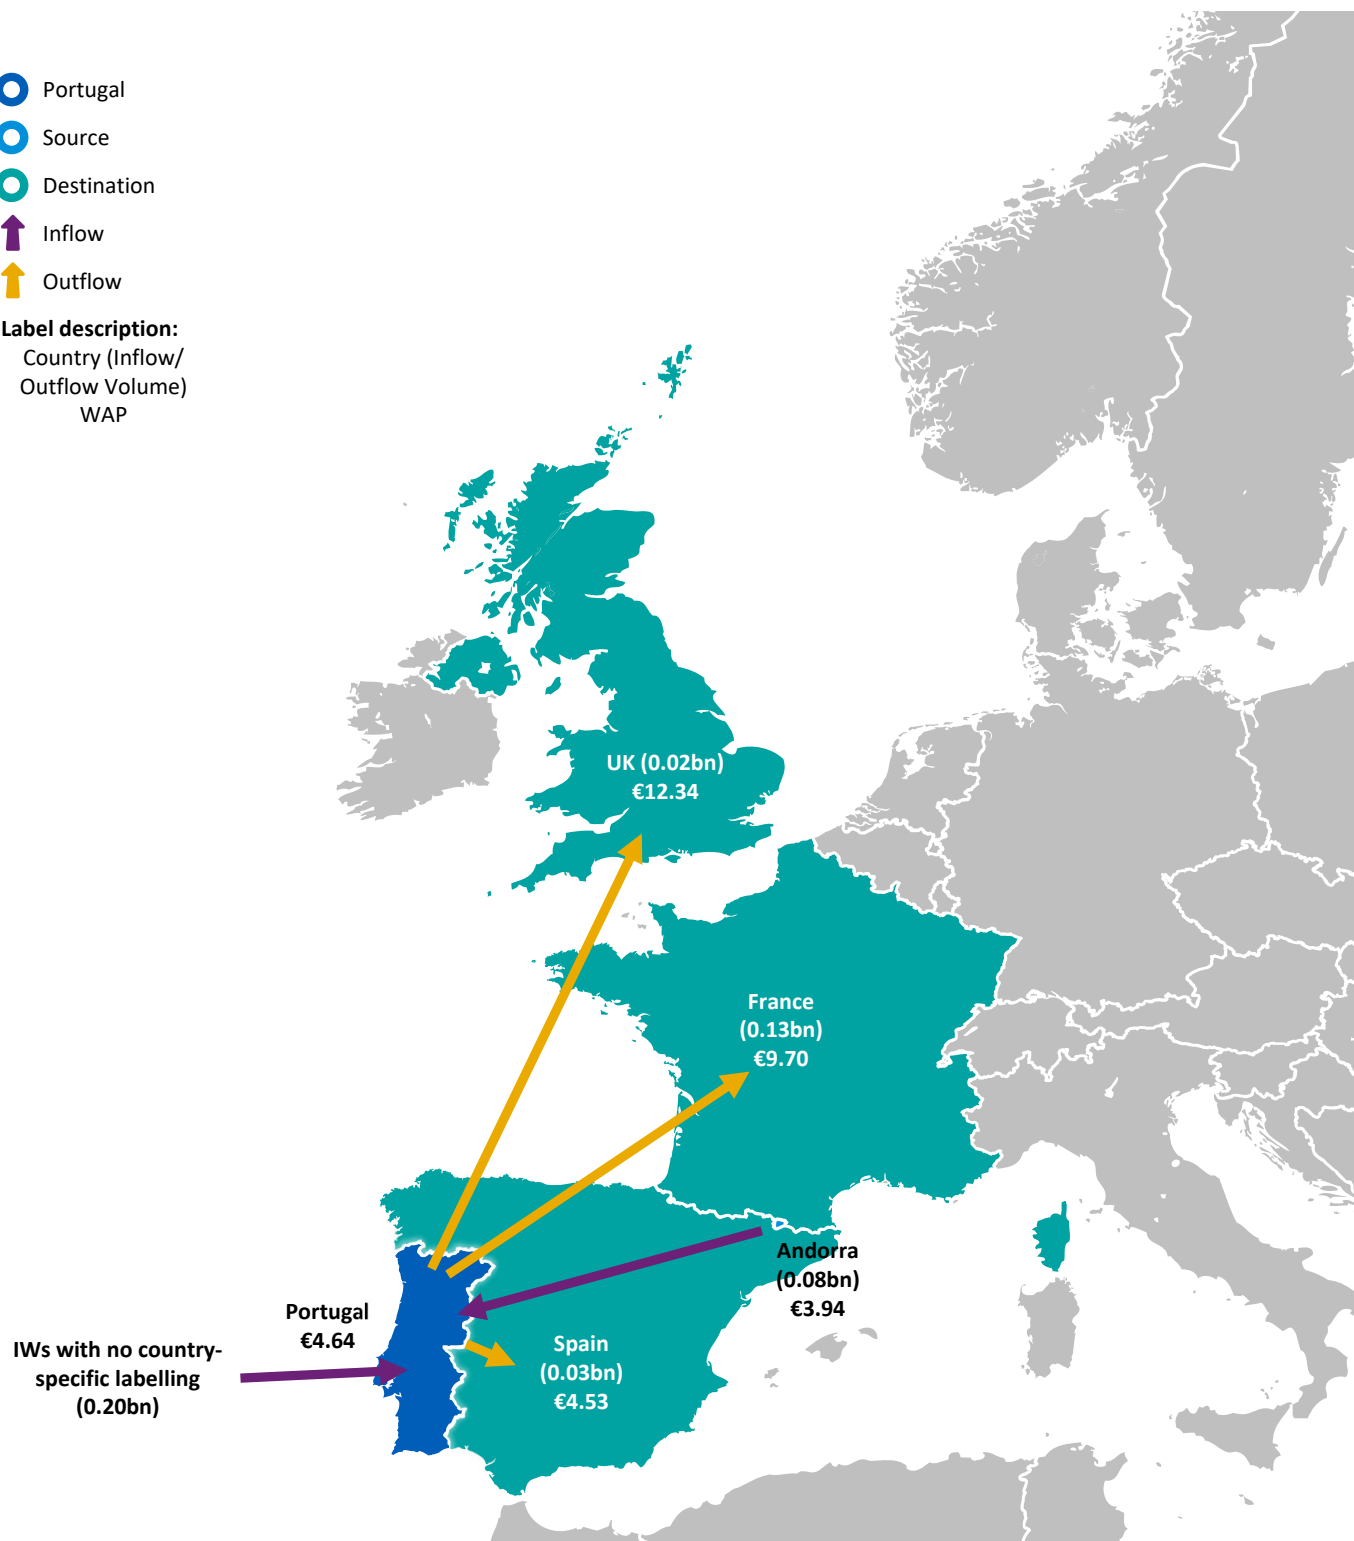 Portugal
Source
Destination
Inflow
Outflow
Label description:
Country (Inflow/
Outflow Volume)
WAP
UK (0.02bn)
€12.34
France
(0.13bn)
€9.70
Andorra
(0.08bn)
€3.94
Portugal
€4.64
IWs with no country-
specific labelling
(0.20bn)
Spain
(0.03bn)
€4.53